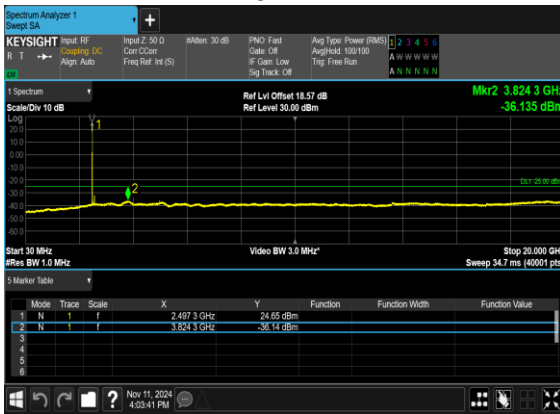 Spectrum Analyzer 1
Swept SA
KEYSIGHT Input: RF Input Z: 50 Ω #Atten: 30 dB PNO: Fast Avg Type: Power (RMS) 1 2 3 4 5 6
R T Coupling: DC Corr CCorr Gate: Off Avg|Hold: 100/100 A W W W W W
Align: Auto Freq Ref: Int (S) IF Gain: Low Trig: Free Run
Sig Track: Off A N N N N N
1 Spectrum Ref Lvl Offset 18.57 dB Mkr2 3.824 3 GHz
Scale/Div 10 dB Ref Level 30.00 dBm -36.135 dBm
Log
20.0
10.0
0.00
-10.0
-20.0
-30.0
-40.0
-50.0
-60.0
1
2
Start 30 MHz Video BW 3.0 MHz* Stop 20.000 GH
#Res BW 1.0 MHz Sweep 34.7 ms (40001 pts
5 Marker Table
Mode Trace Scale X Y Function Function Width Function Value
1 N 1 f 2.497 3 GHz 24.65 dBm
2 N 1 f 3.824 3 GHz -36.14 dBm
3
4
5
6
? Nov 11, 2024
4:03:41 PM